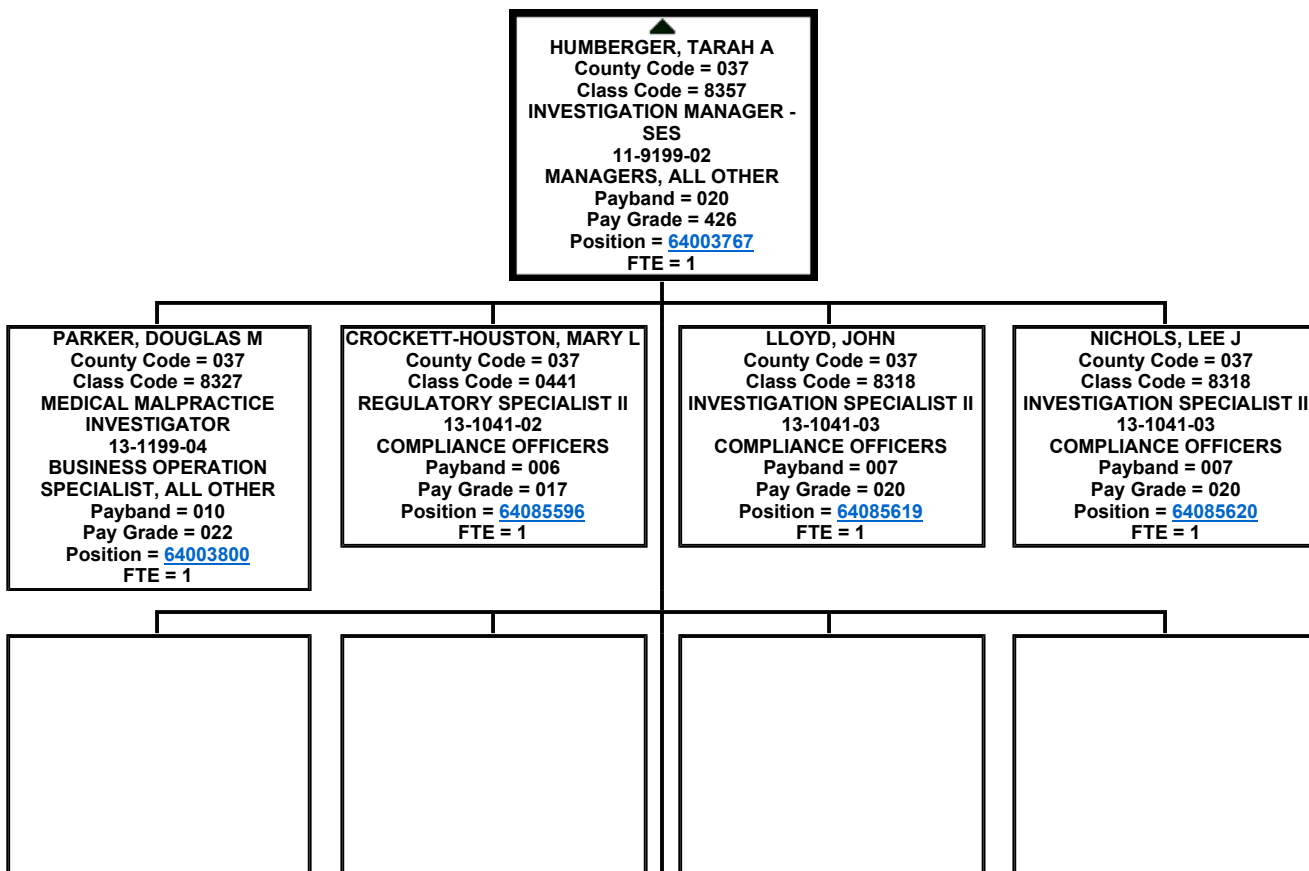 HUMBERGER, TARAH A
County Code = 037
Class Code = 8357
INVESTIGATION MANAGER -
SES
11-9199-02
MANAGERS, ALL OTHER
Payband = 020
Pay Grade = 426
Position = 64003767
FTE = 1
PARKER, DOUGLAS M
County Code = 037
Class Code = 8327
MEDICAL MALPRACTICE
INVESTIGATOR
13-1199-04
BUSINESS OPERATION
SPECIALIST, ALL OTHER
Payband = 010
Pay Grade = 022
Position = 64003800
FTE = 1
CROCKETT-HOUSTON, MARY L
County Code = 037
Class Code = 0441
REGULATORY SPECIALIST II
13-1041-02
COMPLIANCE OFFICERS
Payband = 006
Pay Grade = 017
Position = 64085596
FTE = 1
LLOYD, JOHN
County Code = 037
Class Code = 8318
INVESTIGATION SPECIALIST II
13-1041-03
COMPLIANCE OFFICERS
Payband = 007
Pay Grade = 020
Position = 64085619
FTE = 1
NICHOLS, LEE J
County Code = 037
Class Code = 8318
INVESTIGATION SPECIALIST II
13-1041-03
COMPLIANCE OFFICERS
Payband = 007
Pay Grade = 020
Position = 64085620
FTE = 1